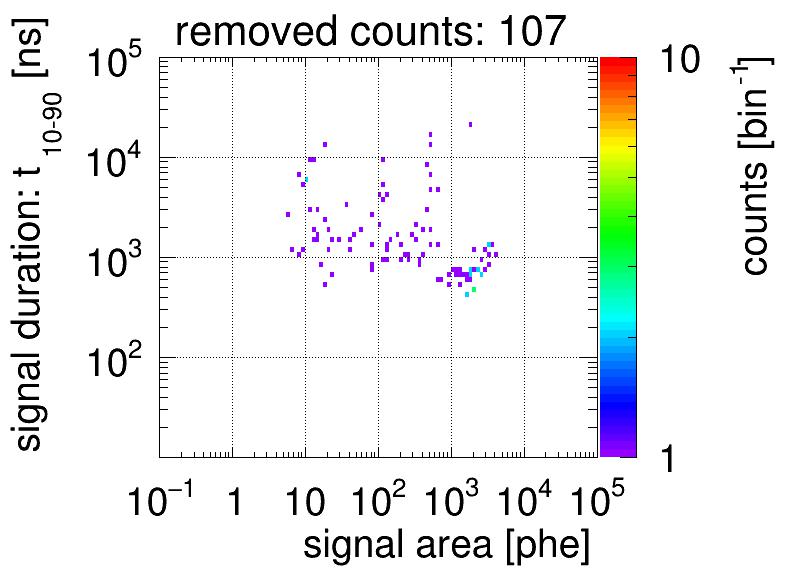 removed counts: 107
signal duration: t 10-90 [ns]
10^5
10^4
10^3
10^2
10^−1 1 10 10^2 10^3 10^4 10^5
signal area [phe]
10
1
counts [bin^-1]